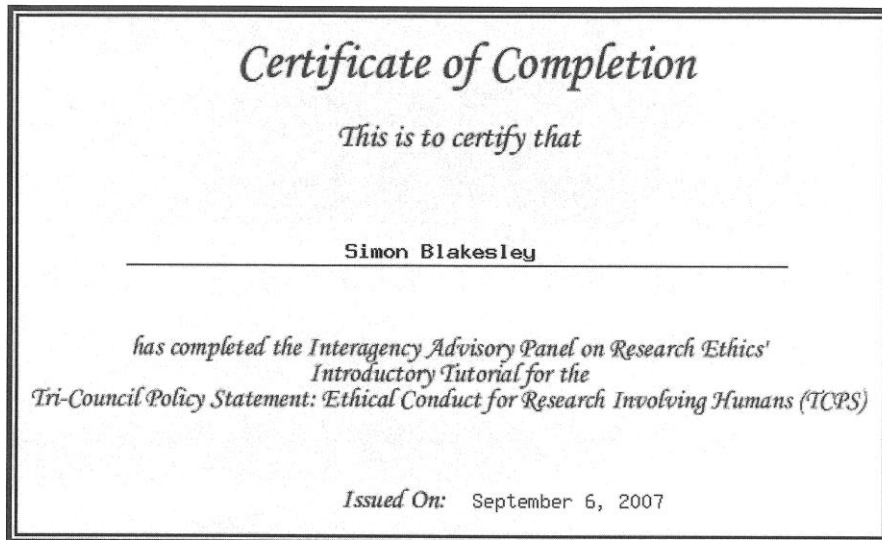 Certificate of Completion
This is to certify that
Simon Blakesley
has completed the Interagency Advisory Panel on Research Ethics'
Introductory Tutorial for the
Tri-Council Policy Statement: Ethical Conduct for Research Involving Humans (TCPS)
Issued On: September 6, 2007